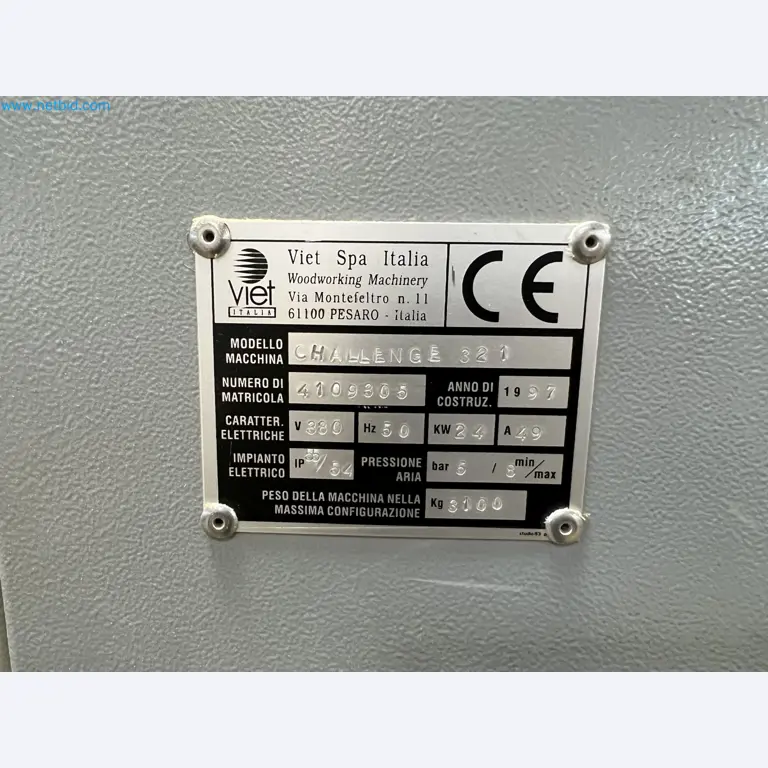 www.netbid.com
Viet
ITALIA
Viet Spa Italia
Woodworking Machinery
Via Montefeltro n. 11
61100 PESARO - Italia
CE
MODELLO
MACCHINA
CHALLENGE 321
NUMERO DI
MATRICOLA
4109305
ANNO DI
COSTRUZ.
1997
CARATTER.
ELETTRICHE
V 380
Hz 50
KW 24
A 49
IMPIANTO
ELETTRICO
IP 55/54
PRESSIONE
ARIA
bar 5 / 8 min/max
PESO DELLA MACCHINA NELLA
MASSIMA CONFIGURAZIONE
Kg 3100